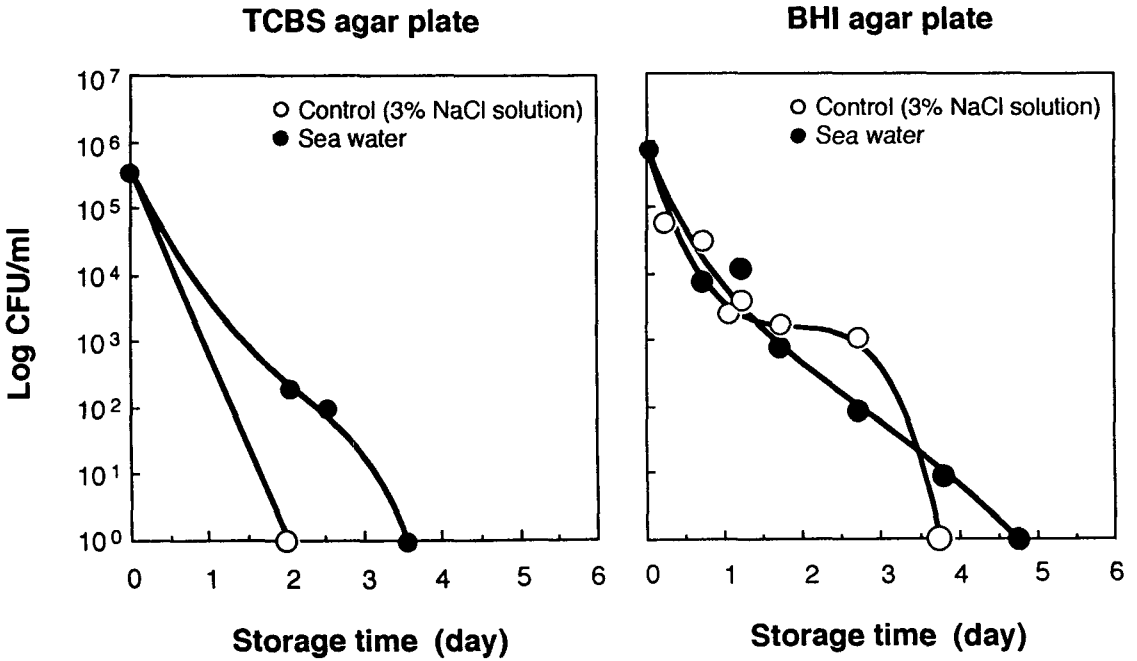 TCBS agar plate
BHI agar plate
Log CFU/ml
10⁷
10⁶
10⁵
10⁴
10³
10²
10¹
10⁰
Control (3% NaCl solution)
Sea water
0 1 2 3 4 5 6
Storage time (day)
Control (3% NaCl solution)
Sea water
0 1 2 3 4 5 6
Storage time (day)